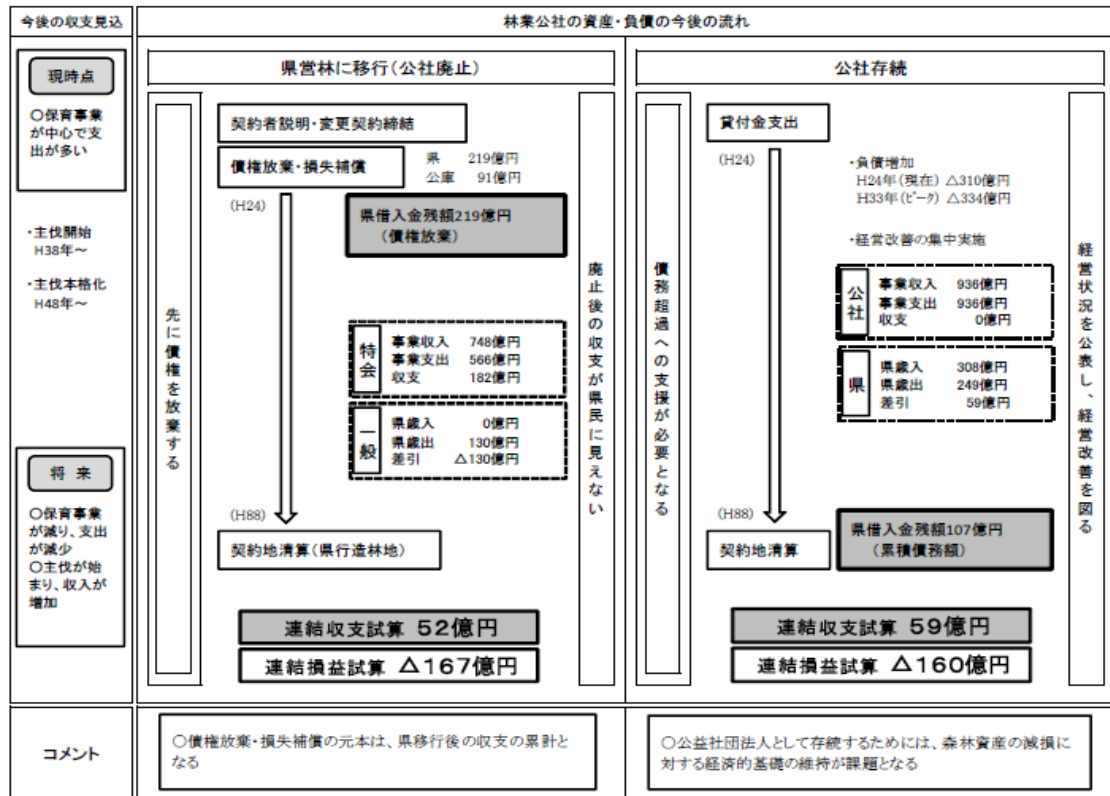 今後の収支見込
林業公社の資産・負債の今後の流れ
現時点
○保育事業
が中心で支
出が多い
・主伐開始
H38年～
・主伐本格化
H48年～
将 来
○保育事業
が減り、支出
が減少
○主伐が始
まり、収入が
増加
県営林に移行(公社廃止)
先に債権を放棄する
契約者説明・変更契約締結
債権放棄・損失補償
県 219億円
公庫 91億円
(H24)
県借入金残額219億円
(債権放棄)
特会
事業収入 748億円
事業支出 566億円
収支 182億円
一般
県歳入 0億円
県歳出 130億円
差引 △130億円
(H88)
契約地清算(県行造林地)
廃止後の収支が県民に見えない
連結収支試算 52億円
連結損益試算 △167億円
公社存続
債務超過への支援が必要となる
貸付金支出
(H24)
・負債増加
H24年(現在) △310億円
H33年(ピーク) △334億円
・経営改善の集中実施
公社
事業収入 936億円
事業支出 936億円
収支 0億円
県
県歳入 308億円
県歳出 249億円
差引 59億円
(H88)
契約地清算
県借入金残額107億円
(累積債務額)
経営状況を公表し、経営改善を図る
連結収支試算 59億円
連結損益試算 △160億円
コメント
○債権放棄・損失補償の元本は、県移行後の収支の累計と
なる
○公益社団法人として存続するためには、森林資産の減損に
対する経済的基礎の維持が課題となる